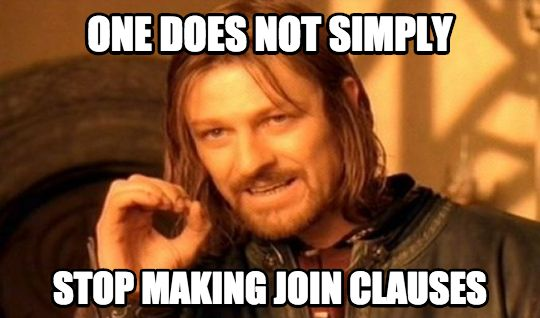 ONE DOES NOT SIMPLY
STOP MAKING JOIN CLAUSES